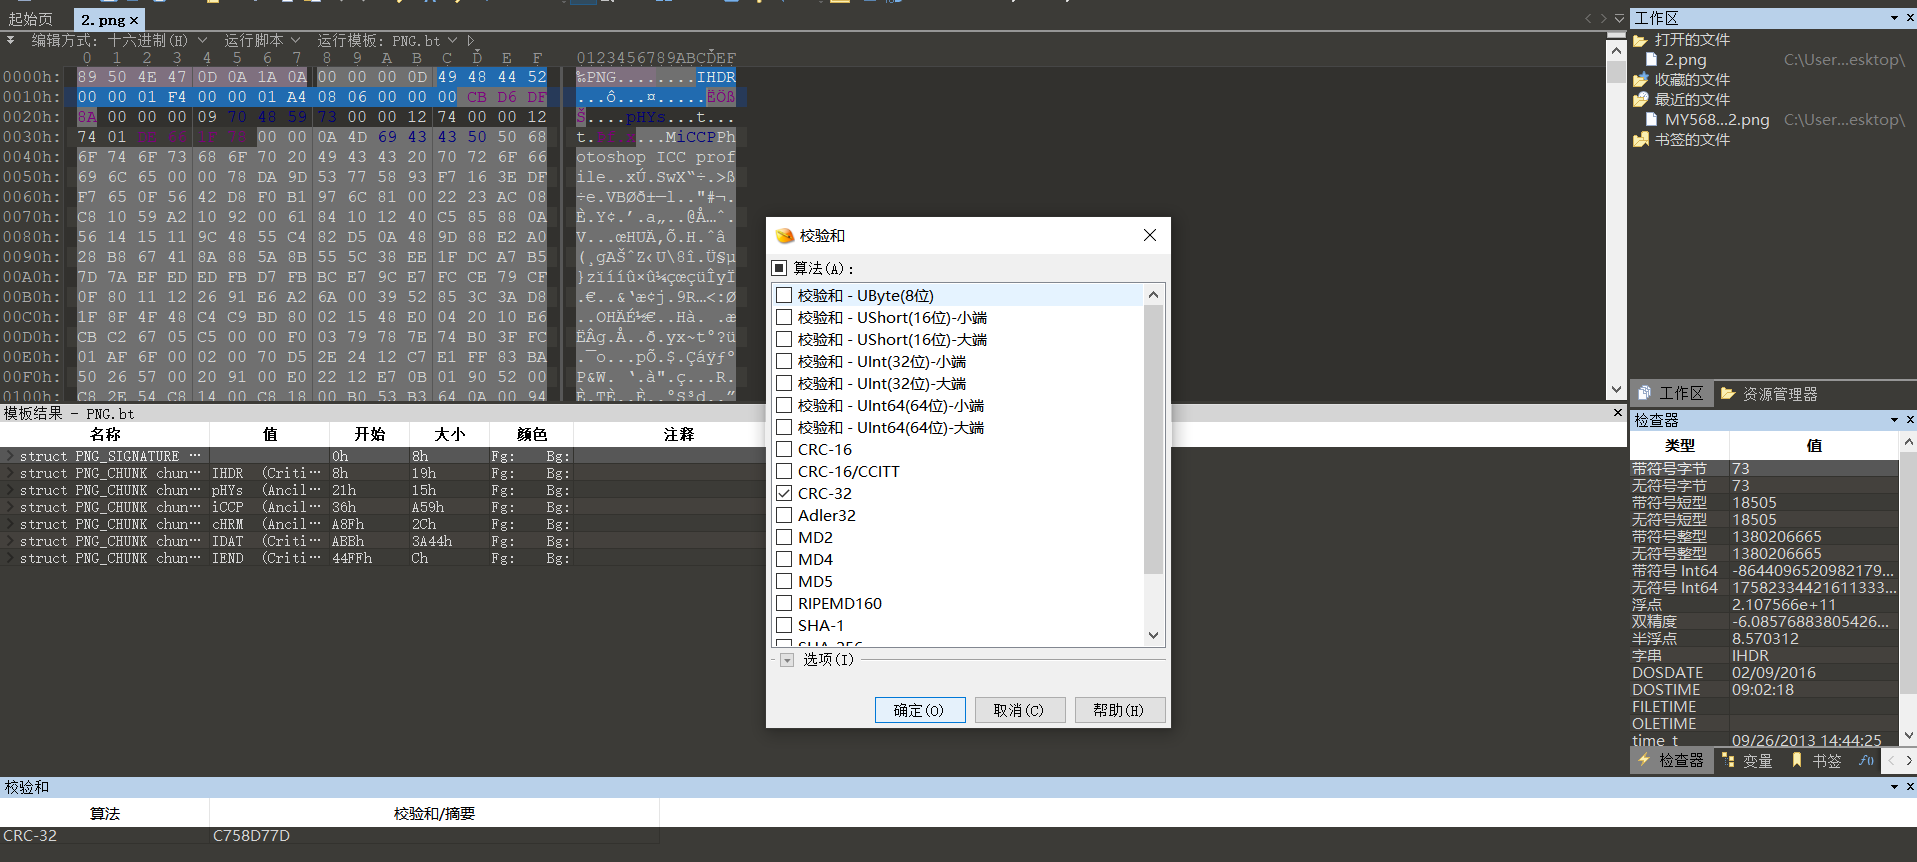 起始页 2.png ×
编辑方式: 十六进制(H) 运行脚本 运行模板: PNG.bt
0 1 2 3 4 5 6 7 8 9 A B C D E F 0123456789ABCDEF
0000h: 89 50 4E 47 0D 0A 1A 0A 00 00 00 0D 49 48 44 52 ‰PNG........IHDR
0010h: 00 00 01 F4 00 00 01 A4 08 06 00 00 00 CB D6 DF ...ô...¤.....ËÖß
0020h: 8A 00 00 00 09 70 48 59 73 00 00 12 74 00 00 12 Š....pHYs...t...
0030h: 74 01 DE 66 1F 78 00 00 0A 4D 69 43 43 50 50 68 t.Þf.x...MiCCPPh
0040h: 6F 74 6F 73 68 6F 70 20 49 43 43 20 70 72 6F 66 otoshop ICC prof
0050h: 69 6C 65 00 00 78 DA 9D 53 77 58 93 F7 16 3E DF ile..xÚ.SwX“÷.>ß
0060h: F7 65 0F 56 42 D8 F0 B1 97 6C 81 00 22 23 AC 08 ÷e.VBØð±—l.."#¬.
0070h: C8 10 59 A2 10 92 00 61 84 10 12 40 C5 85 88 0A È.Y¢.’.a„..@Å…ˆ.
0080h: 56 14 15 11 9C 48 55 C4 82 D5 0A 48 9D 88 E2 A0 V...œHUÄ‚Õ.H.ˆâ
0090h: 28 B8 67 41 8A 88 5A 8B 55 5C 38 EE 1F DC A7 B5 (¸gAŠˆZ‹U\8î.Ü§µ
00A0h: 7D 7A EF ED ED FB D7 FB BC E7 9C E7 FC CE 79 CF }zïííû×û¼çœçüÎyÏ
00B0h: 0F 80 11 12 26 91 E6 A2 6A 00 39 52 85 3C 3A D8 .€..&‘æ¢j.9R…<:Ø
00C0h: 1F 8F 4F 48 C4 C9 BD 80 02 15 48 E0 04 20 10 E6 ..OHÄÉ½€..Hà. .æ
00D0h: CB C2 67 05 C5 00 00 F0 03 79 78 7E 74 B0 3F FC ËÂg.Å..ð.yx~t°?ü
00E0h: 01 AF 6F 00 02 00 70 D5 2E 24 12 C7 E1 FF 83 BA .¯o...pÕ.$.Çáÿƒº
00F0h: 50 26 57 00 20 91 00 E0 22 12 E7 0B 01 90 52 00 P&W. ‘.à".ç...R.
0100h: C8 2E 54 C8 14 00 C8 18 00 B0 53 B3 64 0A 00 94 È.TÈ..È..°S³d..”
模板结果 - PNG.bt
名称 值 开始 大小 颜色 注释
struct PNG_SIGNATURE ··· 0h 8h Fg: Bg:
struct PNG_CHUNK chun··· IHDR (Criti··· 8h 19h Fg: Bg:
struct PNG_CHUNK chun··· pHYs (Ancil··· 21h 15h Fg: Bg:
struct PNG_CHUNK chun··· iCCP (Ancil··· 36h A59h Fg: Bg:
struct PNG_CHUNK chun··· cHRM (Ancil··· A8Fh 2Ch Fg: Bg:
struct PNG_CHUNK chun··· IDAT (Criti··· ABBh 3A44h Fg: Bg:
struct PNG_CHUNK chun··· IEND (Criti··· 44FFh Ch Fg: Bg:
校验和
算法(A):
校验和 - UByte(8位)
校验和 - UShort(16位)-小端
校验和 - UShort(16位)-大端
校验和 - UInt(32位)-小端
校验和 - UInt(32位)-大端
校验和 - UInt64(64位)-小端
校验和 - UInt64(64位)-大端
CRC-16
CRC-16/CCITT
CRC-32
Adler32
MD2
MD4
MD5
RIPEMD160
SHA-1
SHA-256
选项(I)
确定(O) 取消(C) 帮助(H)
工作区
打开的文件
2.png C:\User...esktop\
收藏的文件
最近的文件
MY568...2.png C:\User...esktop\
书签的文件
工作区 资源管理器
检查器
类型 值
带符号字节 73
无符号字节 73
带符号短型 18505
无符号短型 18505
带符号整型 1380206665
无符号整型 1380206665
带符号 Int64 -8644096520982179...
无符号 Int64 17582334421611333...
浮点 2.107566e+11
双精度 -6.08576883805426...
半浮点 8.570312
字串 IHDR
DOSDATE 02/09/2016
DOSTIME 09:02:18
FILETIME
OLETIME
time_t 09/26/2013 14:44:25
检查器 变量 书签 f()
校验和
算法 校验和/摘要
CRC-32 C758D77D